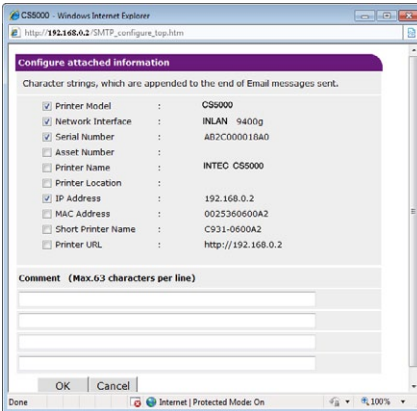 CS5000 - Windows Internet Explorer
http://192.168.0.2/SMTP_configure_top.htm
Configure attached information
Character strings, which are appended to the end of Email messages sent.
Printer Model : CS5000
Network Interface : INLAN 9400g
Serial Number : AB2C000018A0
Asset Number :
Printer Name : INTEC CS5000
Printer Location :
IP Address : 192.168.0.2
MAC Address : 0025360600A2
Short Printer Name : C931-0600A2
Printer URL : http://192.168.0.2
Comment (Max.63 characters per line)
OK Cancel
Done Internet | Protected Mode: On 100%